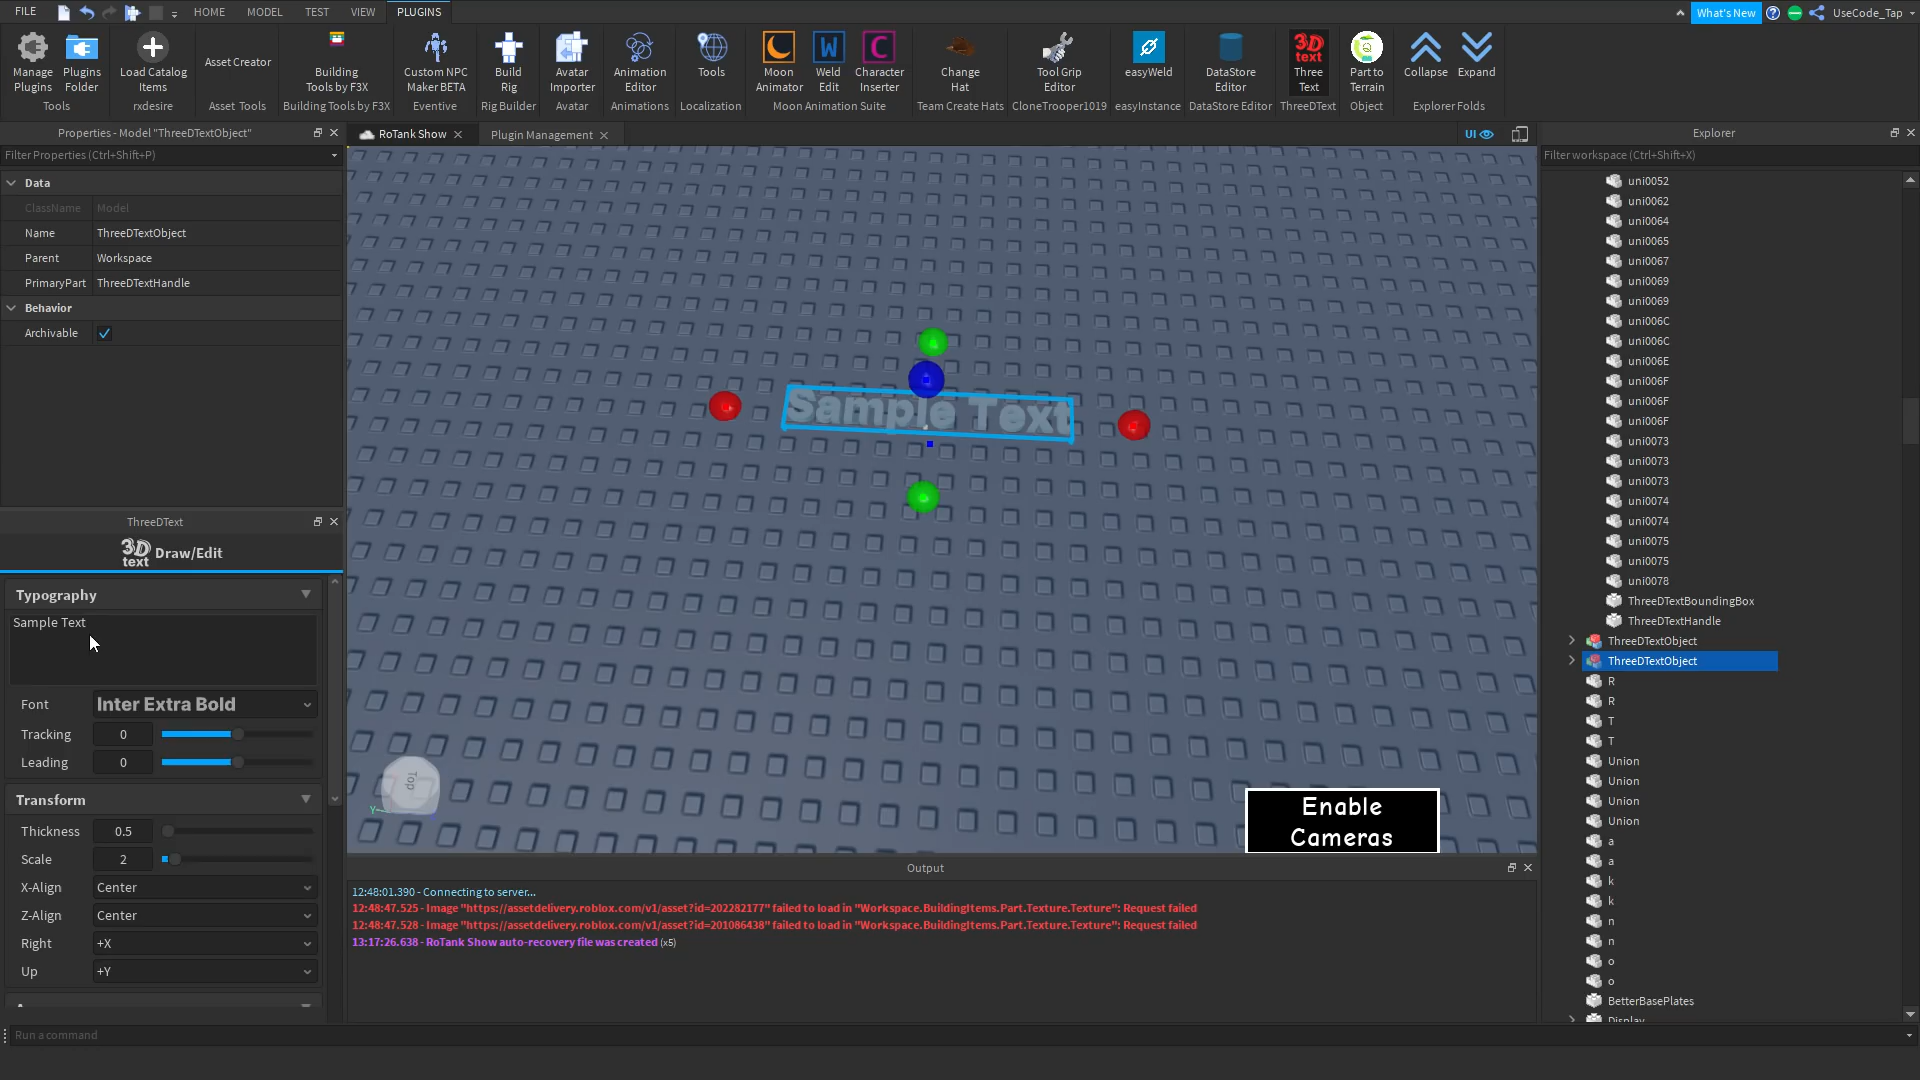 FILE HOME MODEL TEST VIEW PLUGINS What's New UseCode_Tap
Manage Plugins
Plugins Folder
Tools
Load Catalog Items
rxdesire
Asset Creator
Asset Tools
Building Tools by F3X
Building Tools by F3X
Custom NPC Maker BETA
Eventive
Build Rig
Rig Builder
Avatar Importer
Avatar
Animation Editor
Animations
Tools
Localization
Moon Animator
W
Weld Edit
C
Character Inserter
Moon Animation Suite
Change Hat
Team Create Hats
Tool Grip Editor
CloneTrooper1019
easyWeld
easyInstance
DataStore Editor
DataStore Editor
3D text
Three Text
ThreeDText
Part to Terrain
Object
Collapse
Expand
Explorer Folds
Properties - Model "ThreeDTextObject"
Filter Properties (Ctrl+Shift+P)
Data
ClassName Model
Name ThreeDTextObject
Parent Workspace
PrimaryPart ThreeDTextHandle
Behavior
Archivable
ThreeDText
3D text Draw/Edit
Typography
Sample Text
Font Inter Extra Bold
Tracking 0
Leading 0
Transform
Thickness 0.5
Scale 2
X-Align Center
Z-Align Center
Right +X
Up +Y
RoTank Show
Plugin Management
UI
Sample Text
Top
Y
Enable
Cameras
Output
12:48:01.390 - Connecting to server...
12:48:47.525 - Image "https://assetdelivery.roblox.com/v1/asset?id=202282177" failed to load in "Workspace.BuildingItems.Part.Texture.Texture": Request failed
12:48:47.528 - Image "https://assetdelivery.roblox.com/v1/asset?id=201086438" failed to load in "Workspace.BuildingItems.Part.Texture.Texture": Request failed
13:17:26.638 - RoTank Show auto-recovery file was created (x5)
Explorer
Filter workspace (Ctrl+Shift+X)
uni0052
uni0062
uni0064
uni0065
uni0067
uni0069
uni0069
uni006C
uni006C
uni006E
uni006F
uni006F
uni006F
uni0073
uni0073
uni0073
uni0074
uni0074
uni0075
uni0075
uni0078
ThreeDTextBoundingBox
ThreeDTextHandle
ThreeDTextObject
ThreeDTextObject
R
R
T
T
Union
Union
Union
Union
a
a
k
k
n
n
o
o
BetterBasePlates
Display
Run a command